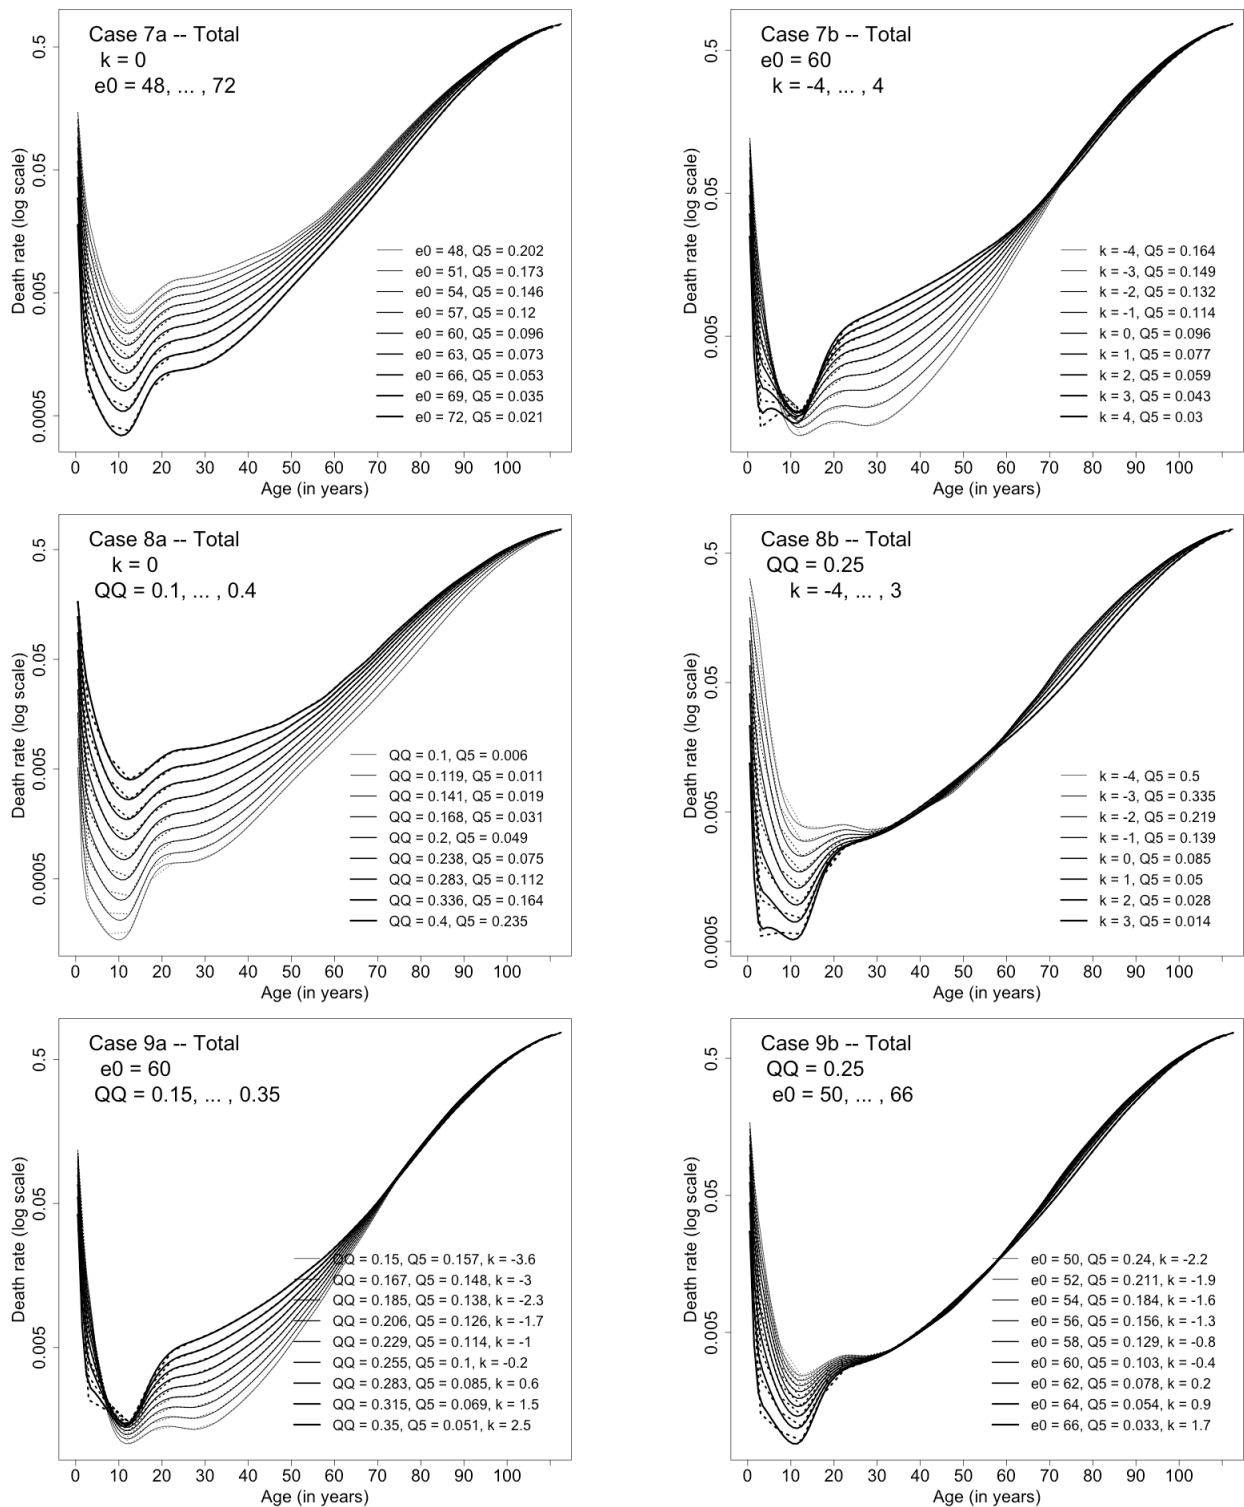 Case 7a -- Total
k = 0
e0 = 48, ... , 72
Death rate (log scale)
0.5
0.05
0.005
0.0005
e0 = 48, Q5 = 0.202
e0 = 51, Q5 = 0.173
e0 = 54, Q5 = 0.146
e0 = 57, Q5 = 0.12
e0 = 60, Q5 = 0.096
e0 = 63, Q5 = 0.073
e0 = 66, Q5 = 0.053
e0 = 69, Q5 = 0.035
e0 = 72, Q5 = 0.021
0 10 20 30 40 50 60 70 80 90 100
Age (in years)
Case 7b -- Total
e0 = 60
k = -4, ... , 4
Death rate (log scale)
0.5
0.05
0.005
k = -4, Q5 = 0.164
k = -3, Q5 = 0.149
k = -2, Q5 = 0.132
k = -1, Q5 = 0.114
k = 0, Q5 = 0.096
k = 1, Q5 = 0.077
k = 2, Q5 = 0.059
k = 3, Q5 = 0.043
k = 4, Q5 = 0.03
0 10 20 30 40 50 60 70 80 90 100
Age (in years)
Case 8a -- Total
k = 0
QQ = 0.1, ... , 0.4
Death rate (log scale)
0.5
0.05
0.005
0.0005
QQ = 0.1, Q5 = 0.006
QQ = 0.119, Q5 = 0.011
QQ = 0.141, Q5 = 0.019
QQ = 0.168, Q5 = 0.031
QQ = 0.2, Q5 = 0.049
QQ = 0.238, Q5 = 0.075
QQ = 0.283, Q5 = 0.112
QQ = 0.336, Q5 = 0.164
QQ = 0.4, Q5 = 0.235
0 10 20 30 40 50 60 70 80 90 100
Age (in years)
Case 8b -- Total
QQ = 0.25
k = -4, ... , 3
Death rate (log scale)
0.5
0.05
0.005
0.0005
k = -4, Q5 = 0.5
k = -3, Q5 = 0.335
k = -2, Q5 = 0.219
k = -1, Q5 = 0.139
k = 0, Q5 = 0.085
k = 1, Q5 = 0.05
k = 2, Q5 = 0.028
k = 3, Q5 = 0.014
0 10 20 30 40 50 60 70 80 90 100
Age (in years)
Case 9a -- Total
e0 = 60
QQ = 0.15, ... , 0.35
Death rate (log scale)
0.5
0.05
0.005
QQ = 0.15, Q5 = 0.157, k = -3.6
QQ = 0.167, Q5 = 0.148, k = -3
QQ = 0.185, Q5 = 0.138, k = -2.3
QQ = 0.206, Q5 = 0.126, k = -1.7
QQ = 0.229, Q5 = 0.114, k = -1
QQ = 0.255, Q5 = 0.1, k = -0.2
QQ = 0.283, Q5 = 0.085, k = 0.6
QQ = 0.315, Q5 = 0.069, k = 1.5
QQ = 0.35, Q5 = 0.051, k = 2.5
0 10 20 30 40 50 60 70 80 90 100
Age (in years)
Case 9b -- Total
QQ = 0.25
e0 = 50, ... , 66
Death rate (log scale)
0.5
0.05
0.005
e0 = 50, Q5 = 0.24, k = -2.2
e0 = 52, Q5 = 0.211, k = -1.9
e0 = 54, Q5 = 0.184, k = -1.6
e0 = 56, Q5 = 0.156, k = -1.3
e0 = 58, Q5 = 0.129, k = -0.8
e0 = 60, Q5 = 0.103, k = -0.4
e0 = 62, Q5 = 0.078, k = 0.2
e0 = 64, Q5 = 0.054, k = 0.9
e0 = 66, Q5 = 0.033, k = 1.7
0 10 20 30 40 50 60 70 80 90 100
Age (in years)